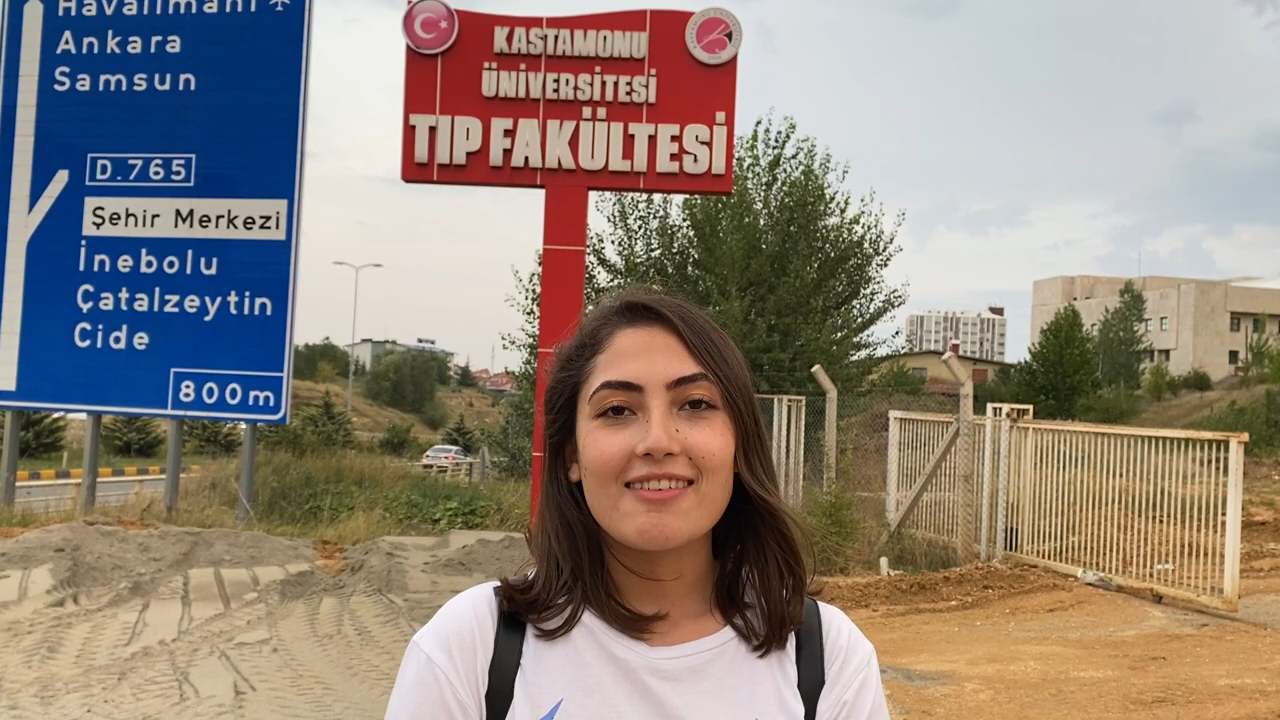 Havalimanı
Ankara
Samsun
D.765
Şehir Merkezi
İnebolu
Çatalzeytin
Cide
800m
KASTAMONU
ÜNİVERSİTESİ
TIP FAKÜLTESİ